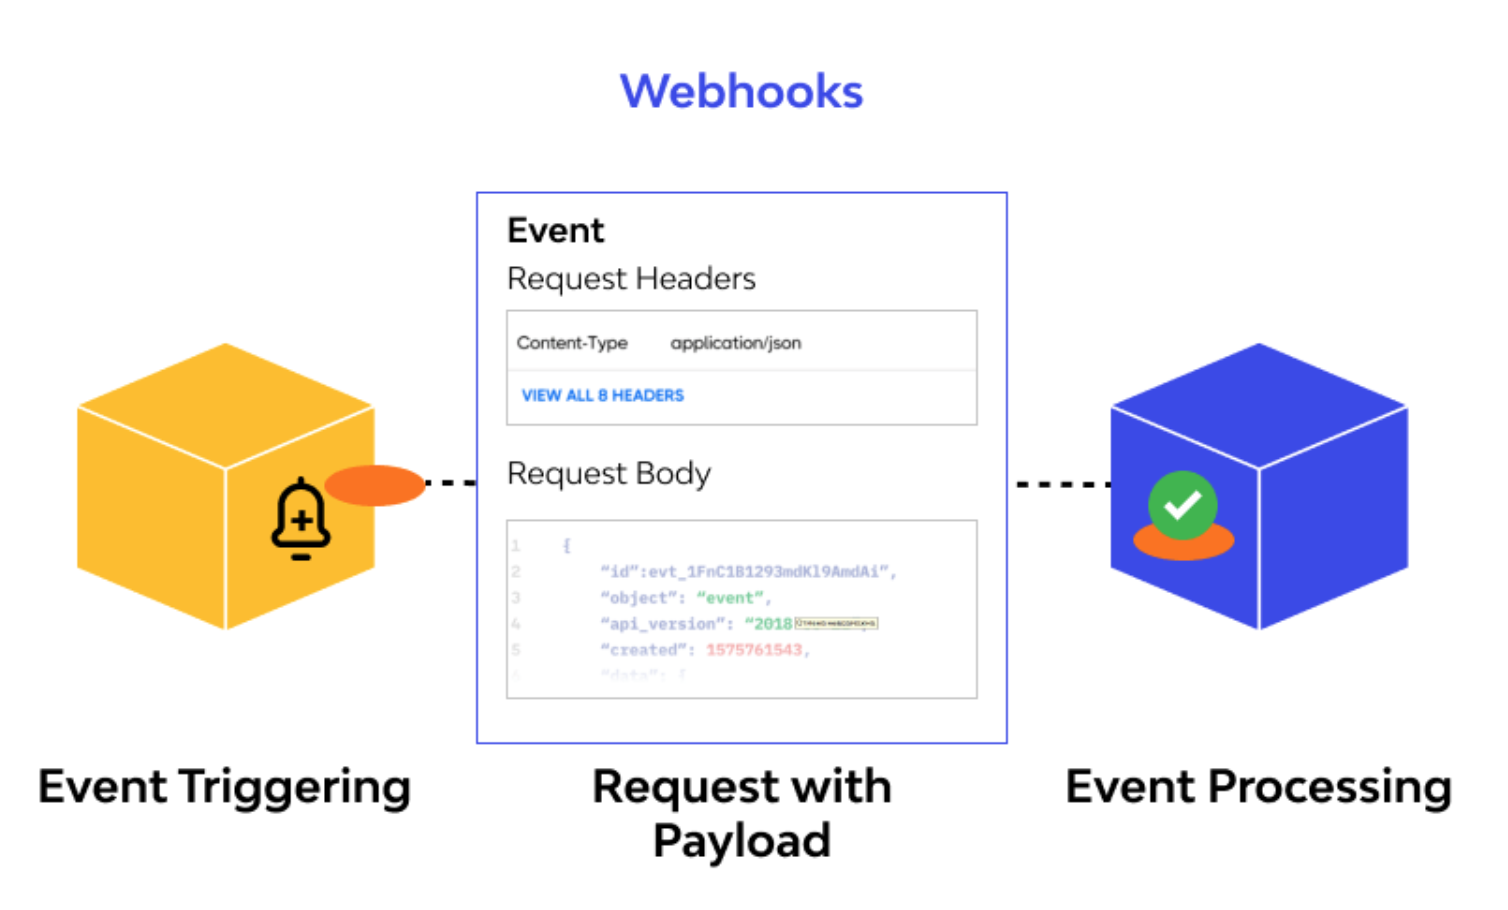 Webhooks
Event
Request Headers
Content-Type application/json
VIEW ALL 8 HEADERS
Request Body
1 {
2 “id”:evt_1FnC1B1293mdKl9AmdAi”,
3 “object”: “event”,
4 “api_version”: “2018
5 “created”: 1575761543,
“data”: {
Event Triggering
Request with
Payload
Event Processing